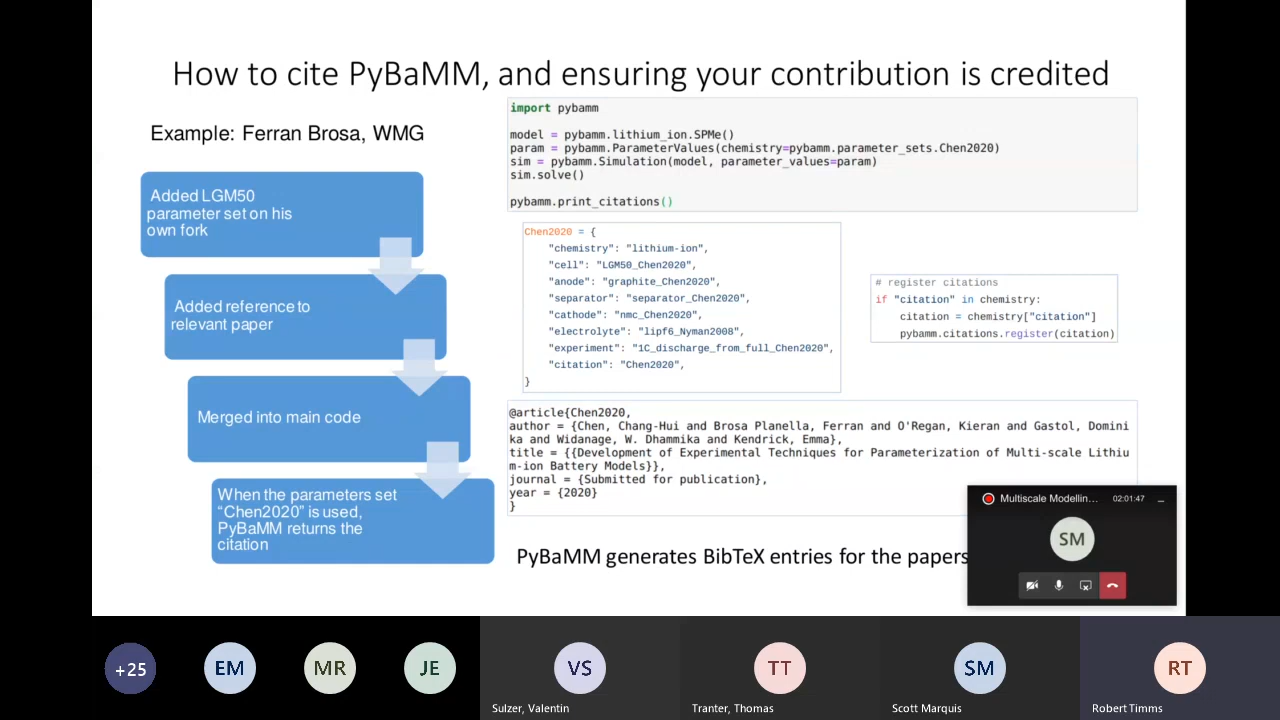 How to cite PyBaMM, and ensuring your contribution is credited
Example: Ferran Brosa, WMG
Added LGM50
parameter set on his
own fork
Added reference to
relevant paper
Merged into main code
When the parameters set
“Chen2020” is used,
PyBaMM returns the
citation
import pybamm
model = pybamm.lithium_ion.SPMe()
param = pybamm.ParameterValues(chemistry=pybamm.parameter_sets.Chen2020)
sim = pybamm.Simulation(model, parameter_values=param)
sim.solve()
pybamm.print_citations()
Chen2020 = {
"chemistry": "lithium-ion",
"cell": "LGM50_Chen2020",
"anode": "graphite_Chen2020",
"separator": "separator_Chen2020",
"cathode": "nmc_Chen2020",
"electrolyte": "lipf6_Nyman2008",
"experiment": "1C_discharge_from_full_Chen2020",
"citation": "Chen2020",
}
# register citations
if "citation" in chemistry:
citation = chemistry["citation"]
pybamm.citations.register(citation)
@article{Chen2020,
author = {Chen, Chang-Hui and Brosa Planella, Ferran and O'Regan, Kieran and Gastol, Domini
ka and Widanage, W. Dhammika and Kendrick, Emma},
title = {{Development of Experimental Techniques for Parameterization of Multi-scale Lithiu
m-ion Battery Models}},
journal = {Submitted for publication},
year = {2020}
}
PyBaMM generates BibTeX entries for the papers
Multiscale Modellin... 02:01:47
SM
+25
EM
MR
JE
VS
Sulzer, Valentin
TT
Tranter, Thomas
SM
Scott Marquis
RT
Robert Timms